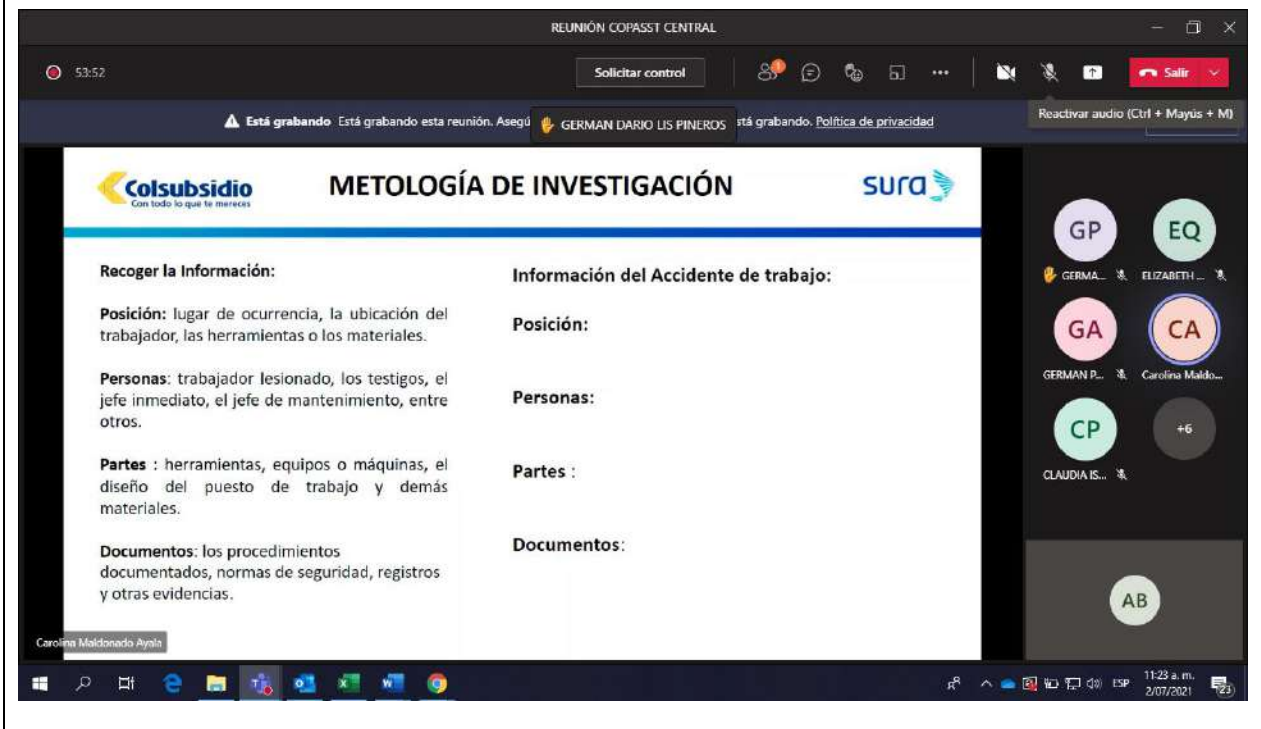 REUNIÓN COPASST CENTRAL
53:52
Solicitar control
1
Salir
Está grabando Está grabando esta reunión. Asegú
GERMAN DARIO LIS PINEROS
stá grabando. Política de privacidad
Reactivar audio (Ctrl + Mayús + M)
Colsubsidio
Con todo lo que te mereces
METOLOGÍA DE INVESTIGACIÓN
sura
Recoger la Información:
Posición: lugar de ocurrencia, la ubicación del
trabajador, las herramientas o los materiales.
Personas: trabajador lesionado, los testigos, el
jefe inmediato, el jefe de mantenimiento, entre
otros.
Partes : herramientas, equipos o máquinas, el
diseño del puesto de trabajo y demás
materiales.
Documentos: los procedimientos
documentados, normas de seguridad, registros
y otras evidencias.
Información del Accidente de trabajo:
Posición:
Personas:
Partes :
Documentos:
Carolina Maldonado Ayala
GP
EQ
GERMA...
ELIZABETH ...
GA
CA
GERMAN P...
Carolina Maldo...
CP
+6
CLAUDIA IS...
AB
ESP
11:23 a. m.
2/07/2021
23